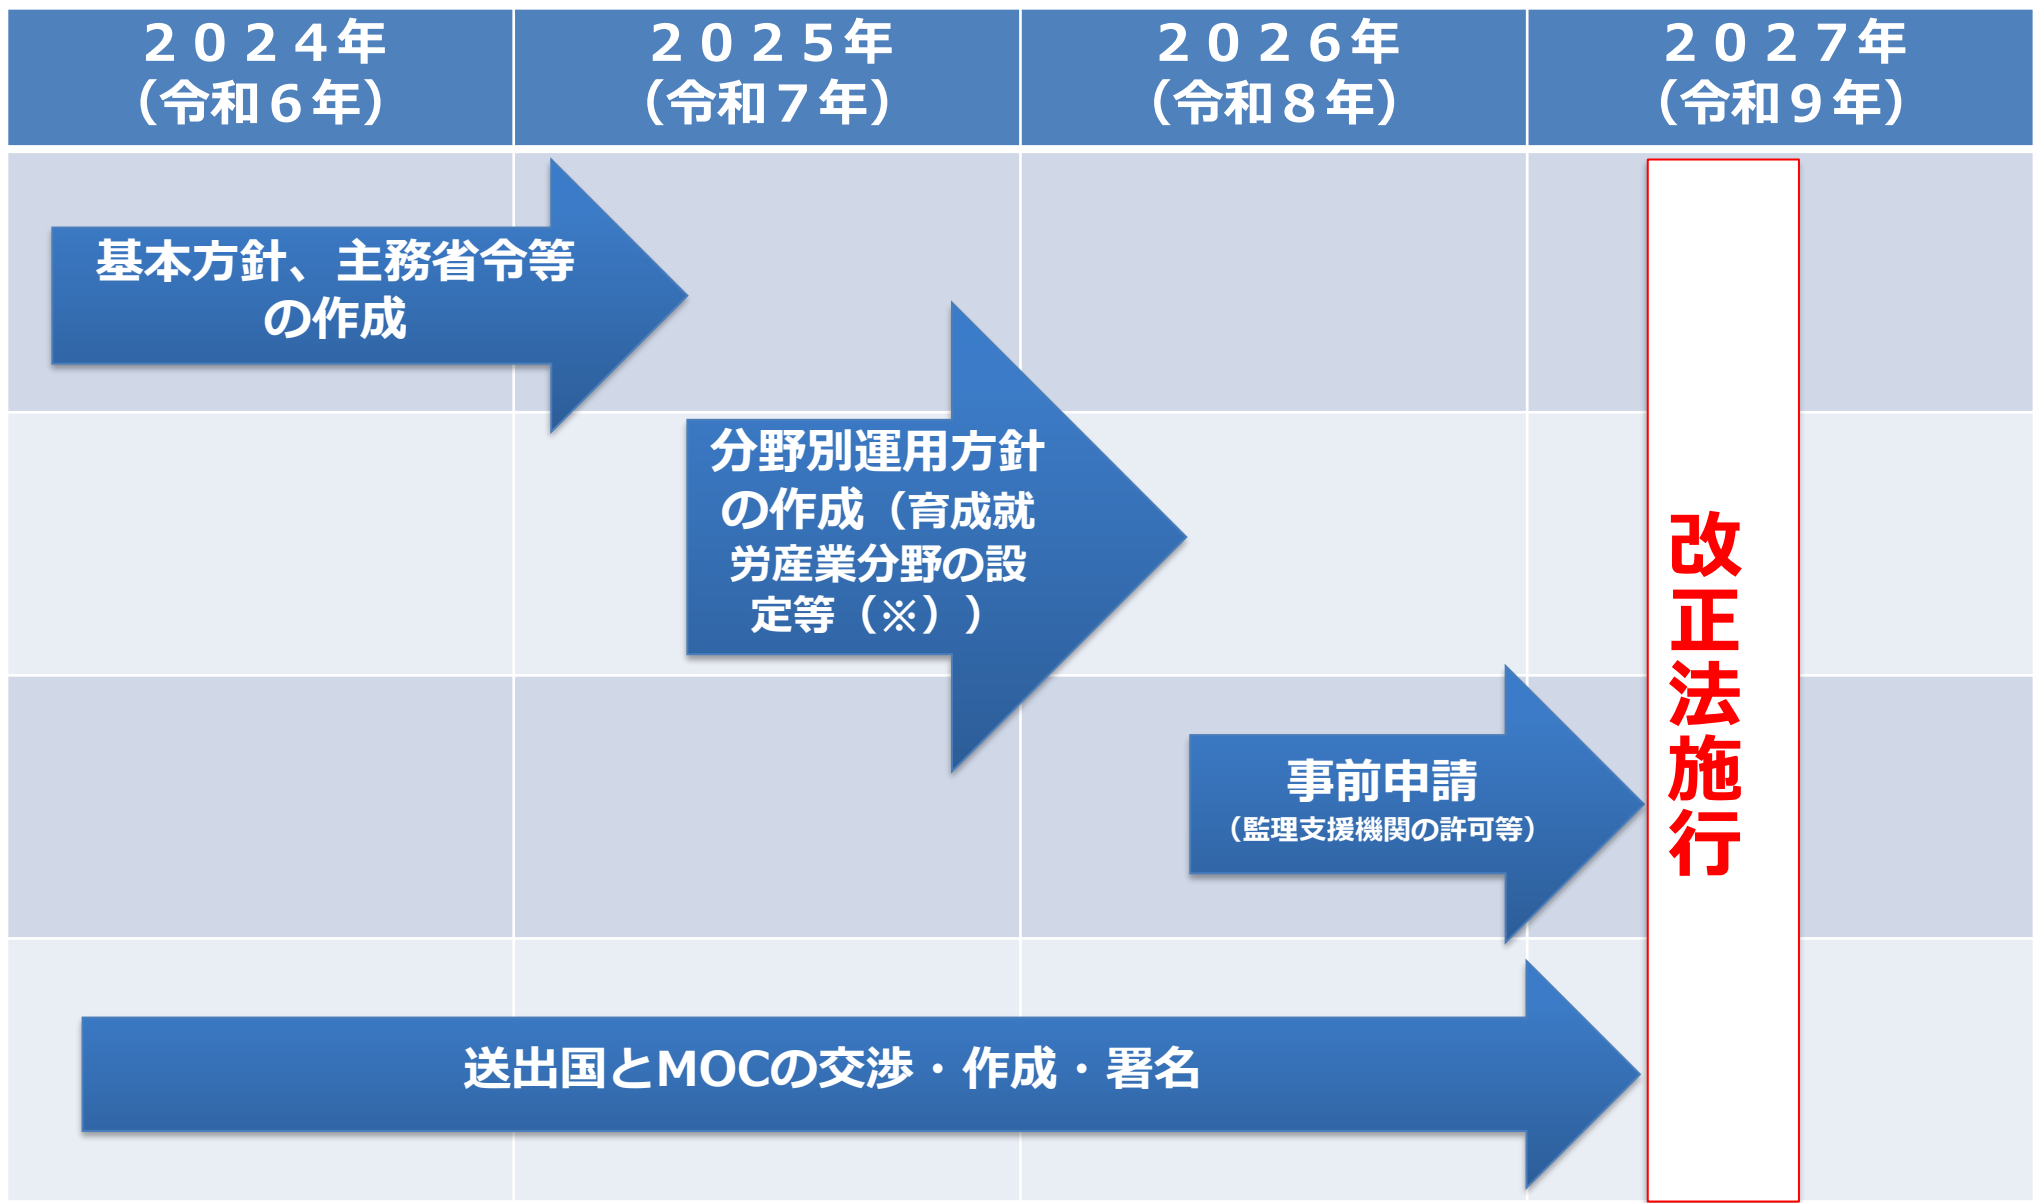 ２０２４年
（令和６年）
２０２５年
（令和７年）
２０２６年
（令和８年）
２０２７年
（令和９年）
基本方針、主務省令等
の作成
分野別運用方針
の作成（育成就
労産業分野の設
定等（※））
事前申請
（監理支援機関の許可等）
送出国とMOCの交渉・作成・署名
改正法施行